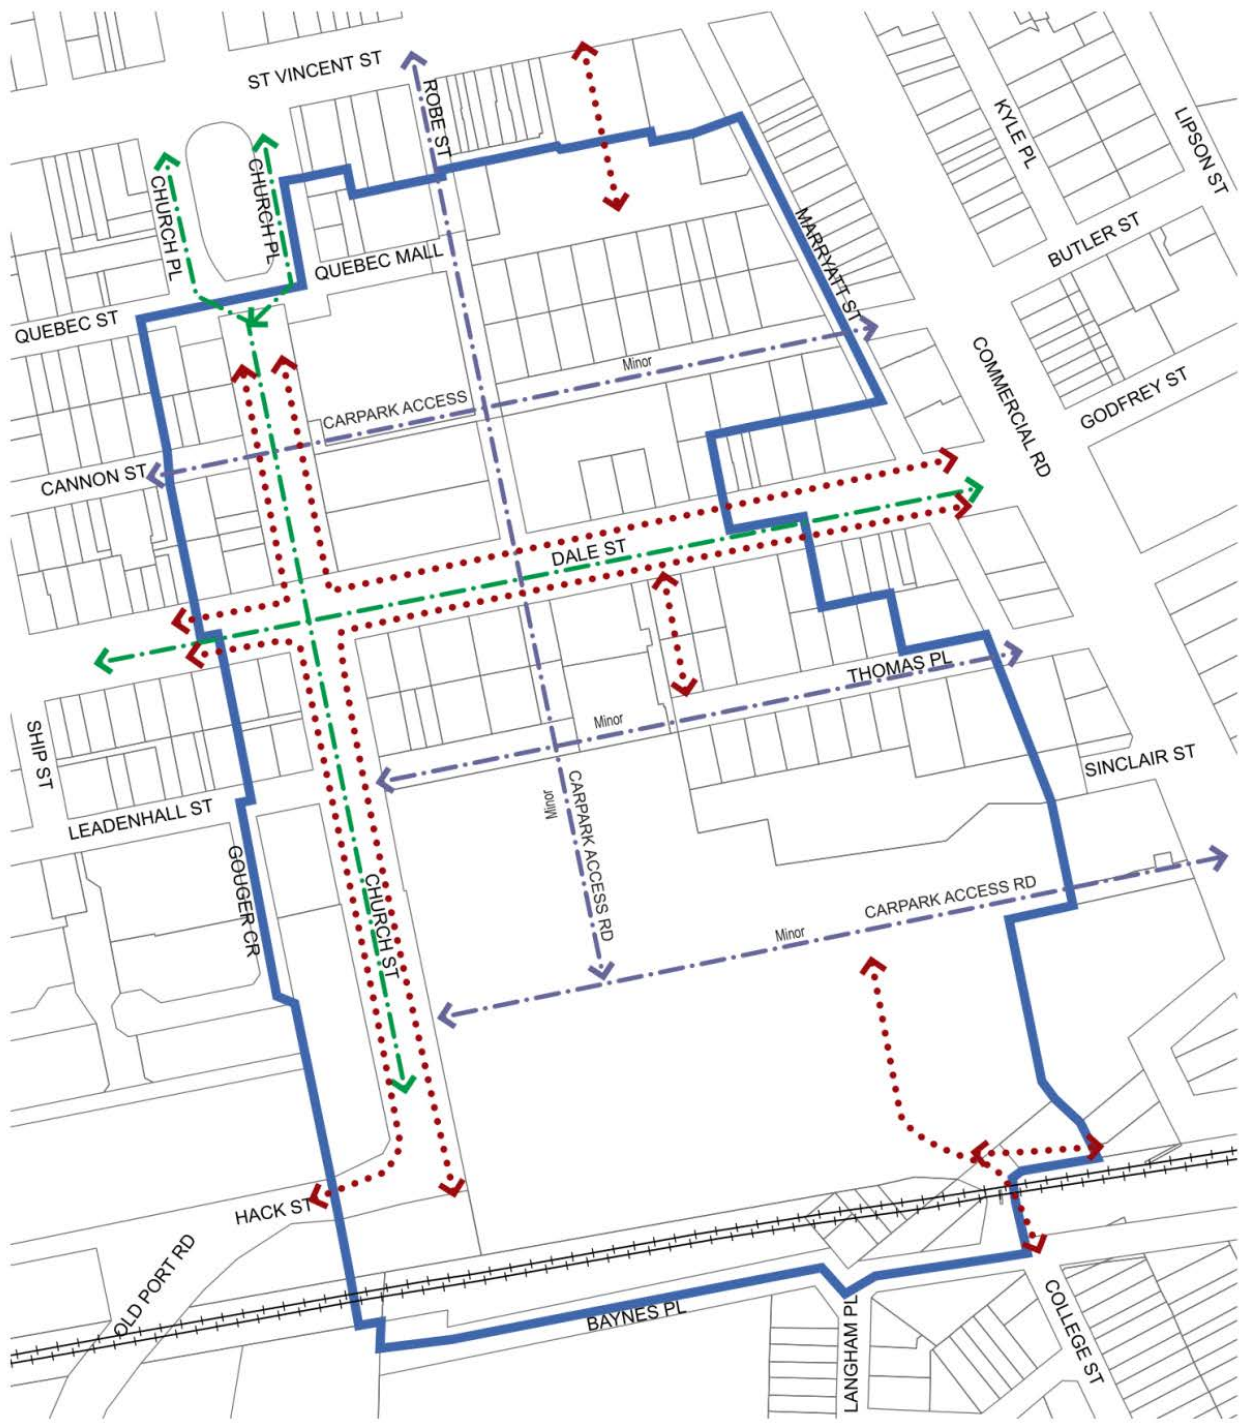 ST VINCENT ST
ROBE ST
KYLE PL
LIPSON ST
CHURCH PL
CHURCH PL
MARRYATT ST
BUTLER ST
QUEBEC MALL
QUEBEC ST
COMMERCIAL RD
Minor
GODFREY ST
CARPARK ACCESS
CANNON ST
DALE ST
THOMAS PL
Minor
SHIP ST
SINCLAIR ST
LEADENHALL ST
Minor
CARPARK ACCESS RD
GOUGER CR
CHURCH ST
CARPARK ACCESS RD
Minor
HACK ST
OLD PORT RD
BAYNES PL
LANGHAM PL
COLLEGE ST